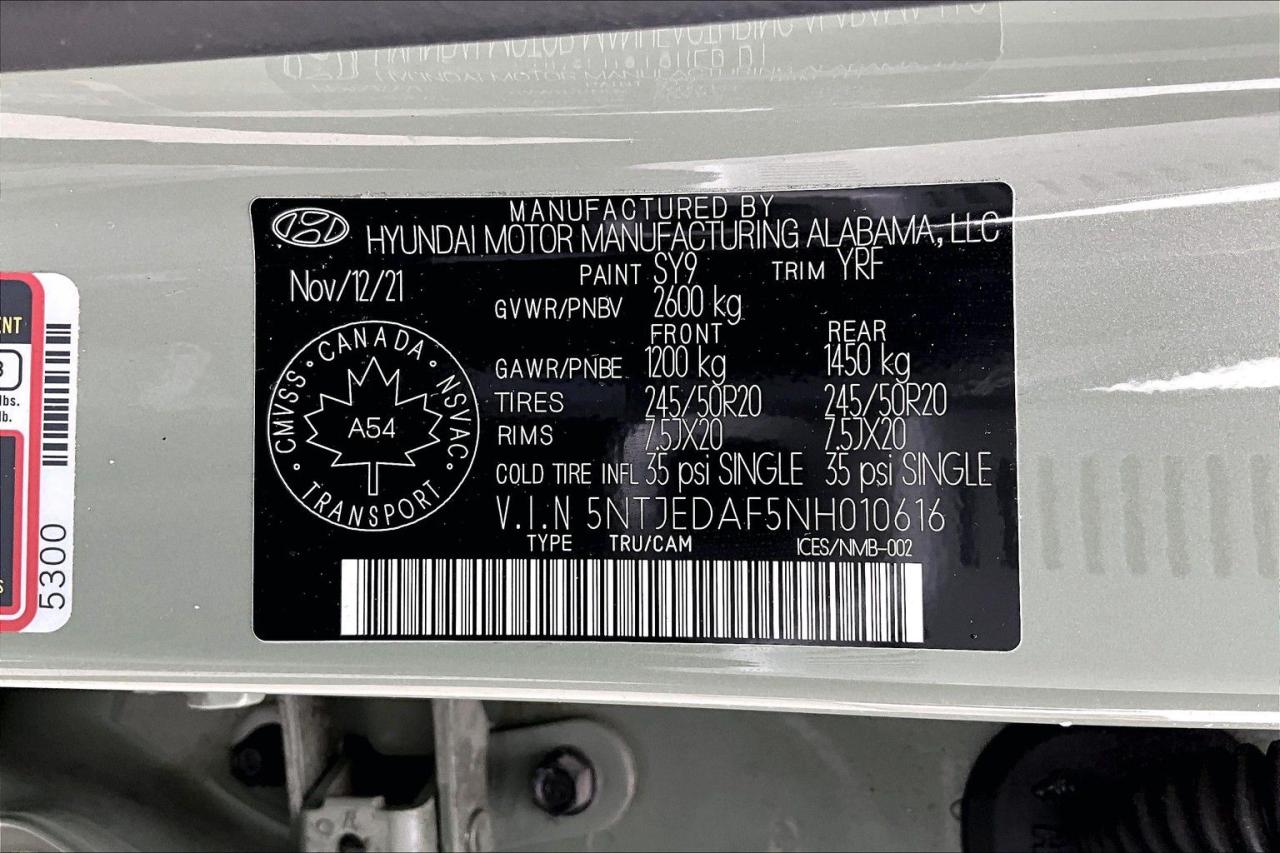 MANUFACTURED BY
HYUNDAI MOTOR MANUFACTURING ALABAMA, LLC
Nov/12/21
PAINT SY9 TRIM YRF
GVWR/PNBV 2600 kg
FRONT REAR
GAWR/PNBE 1200 kg 1450 kg
TIRES 245/50R20 245/50R20
RIMS 7.5JX20 7.5JX20
COLD TIRE INFL 35 psi SINGLE 35 psi SINGLE
V.I.N 5NTJEDAF5NH010616
TYPE TRU/CAM ICES/NMB-002
CMVSS • CANADA • NSVAC • TRANSPORT •
A54
5300
lbs.
lb.